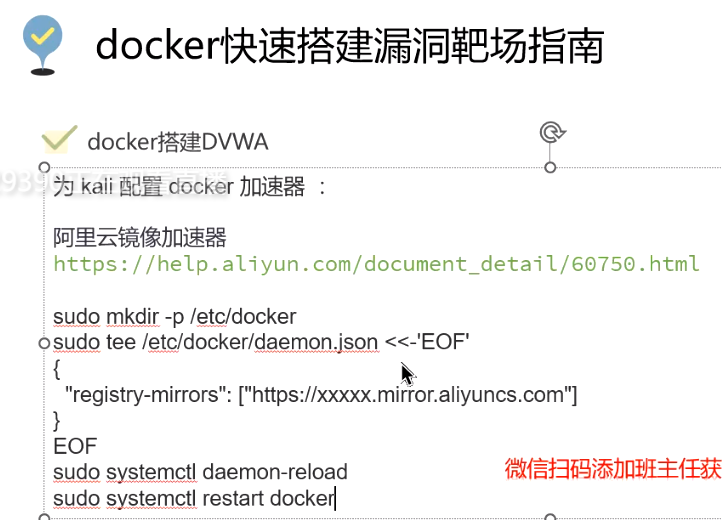 docker快速搭建漏洞靶场指南
docker搭建DVWA
为 kali 配置 docker 加速器 ：
阿里云镜像加速器
https://help.aliyun.com/document_detail/60750.html
sudo mkdir -p /etc/docker
sudo tee /etc/docker/daemon.json <<-'EOF'
{
"registry-mirrors": ["https://xxxxx.mirror.aliyuncs.com"]
}
EOF
sudo systemctl daemon-reload
sudo systemctl restart docker
微信扫码添加班主任获